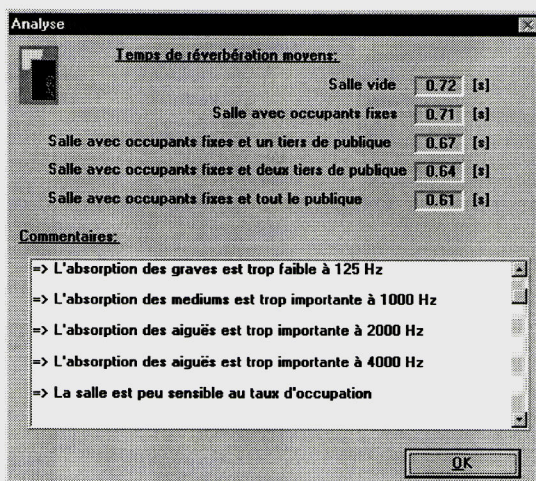 Analyse
Temps de réverbération moyens:
Salle vide 0.72 [s]
Salle avec occupants fixes 0.71 [s]
Salle avec occupants fixes et un tiers de publique 0.67 [s]
Salle avec occupants fixes et deux tiers de publique 0.64 [s]
Salle avec occupants fixes et tout le publique 0.61 [s]
Commentaires:
=> L'absorption des graves est trop faible à 125 Hz
=> L'absorption des mediums est trop importante à 1000 Hz
=> L'absorption des aiguës est trop importante à 2000 Hz
=> L'absorption des aiguës est trop importante à 4000 Hz
=> La salle est peu sensible au taux d'occupation
OK